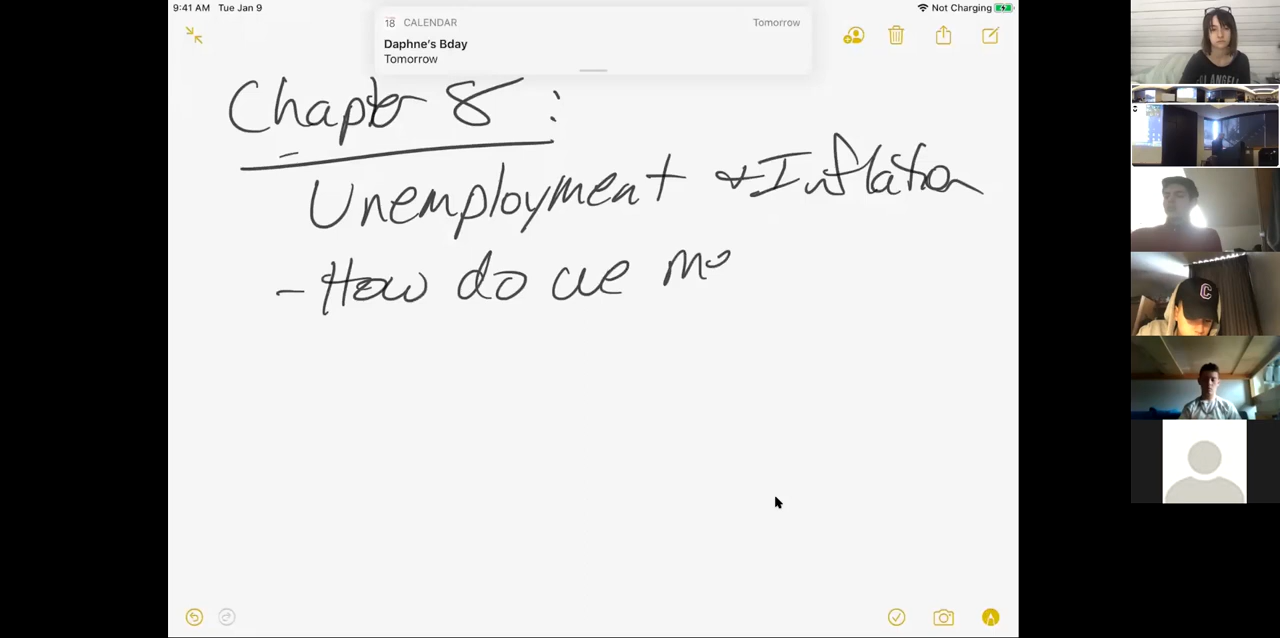 9:41 AM Tue Jan 9
Not Charging
18 CALENDAR
Tomorrow
Daphne's Bday
Tomorrow
Chapter 8:
Unemployment & Inflation
- How do we
C